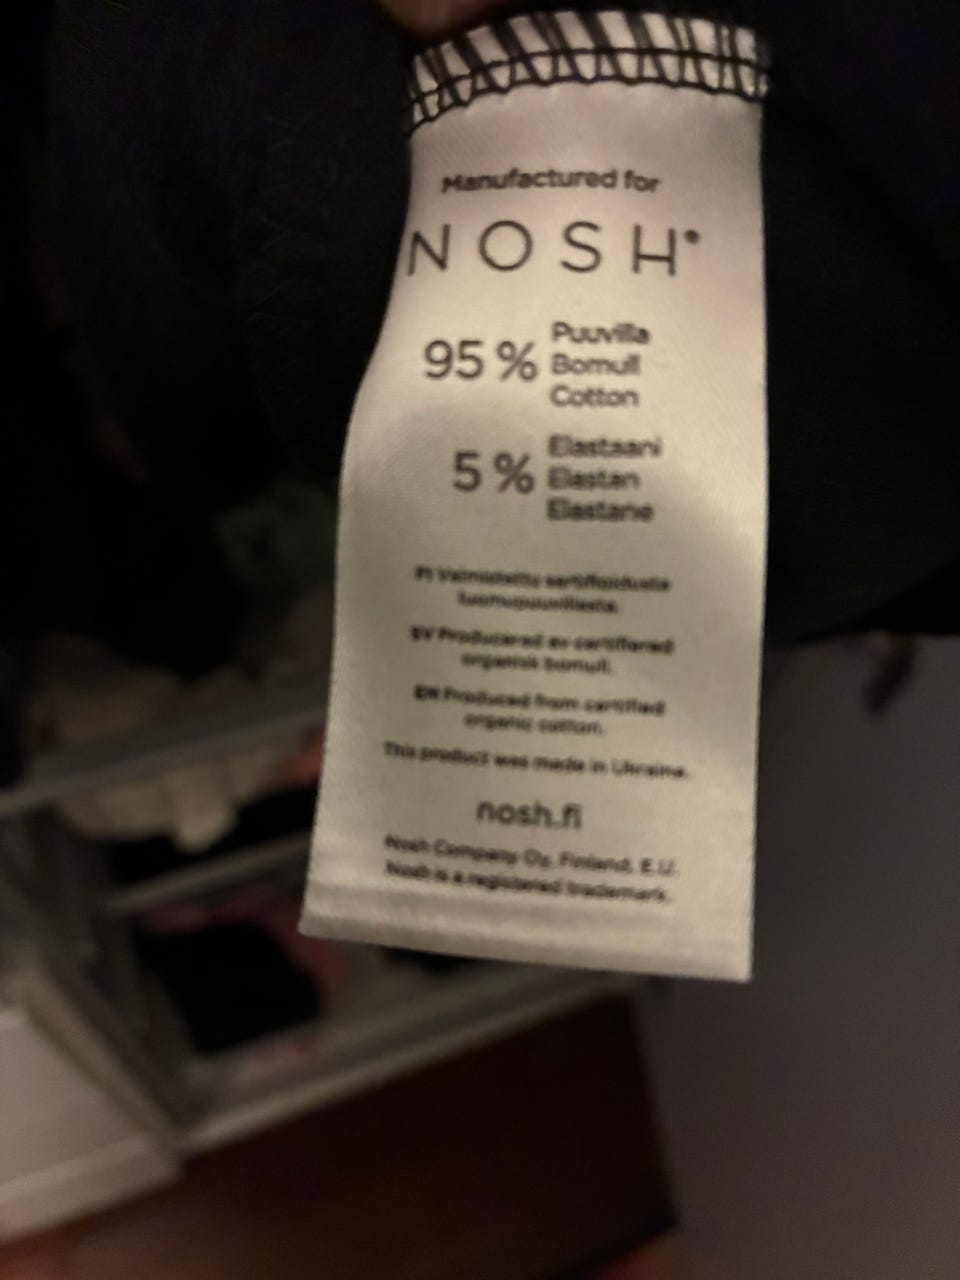 Manufactured for
NOSH®
95 % Puuvilla
Bomull
Cotton
5 % Elastaani
Elastan
Elastane
FI Valmistettu sertifioidusta
luomupuuvillasta.
SV Producerad av certifierad
organisk bomull.
EN Produced from certified
organic cotton.
This product was made in Ukraine.
nosh.fi
Nosh Company Oy, Finland, E.U.
Nosh is a registered trademark.